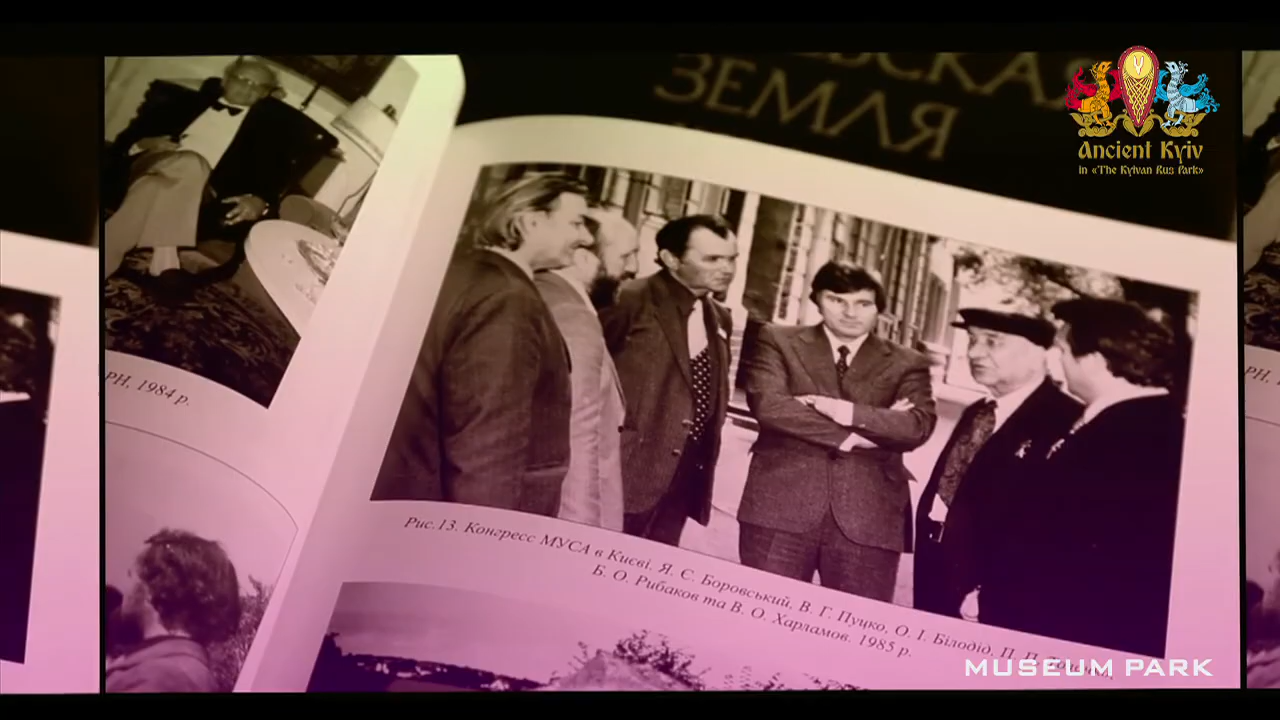 ЗЕМЛЯ
Ancient Kyiv
in «The Kyivan Rus Park»
РН, 1984 р.
Рис.13. Конгресс МУСА в Києві. Я. Є. Боровський, В. Г. Пуцко, О. І. Білодід, П. П.
Б. О. Рибаков та В. О. Харламов. 1985 р.
MUSEUM PARK